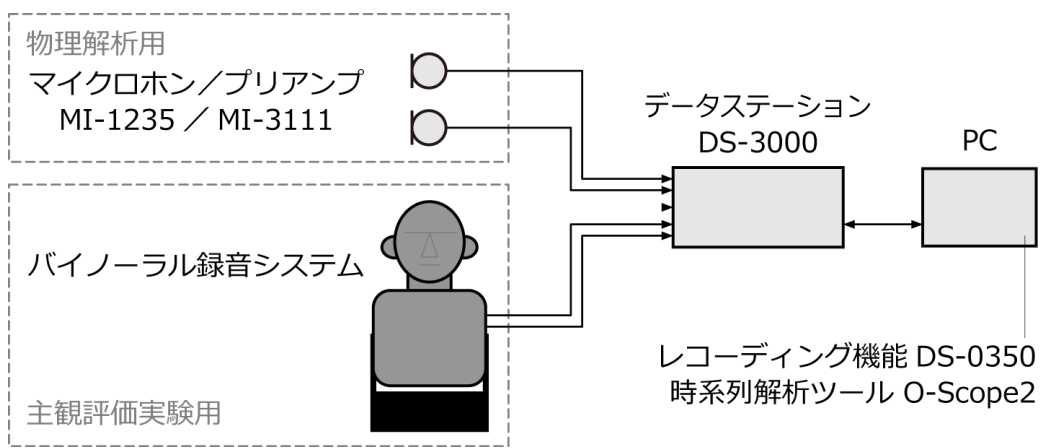 物理解析用
マイクロホン／プリアンプ
MI-1235 ／ MI-3111
データステーション
DS-3000
PC
バイノーラル録音システム
レコーディング機能 DS-0350
時系列解析ツール O-Scope2
主観評価実験用